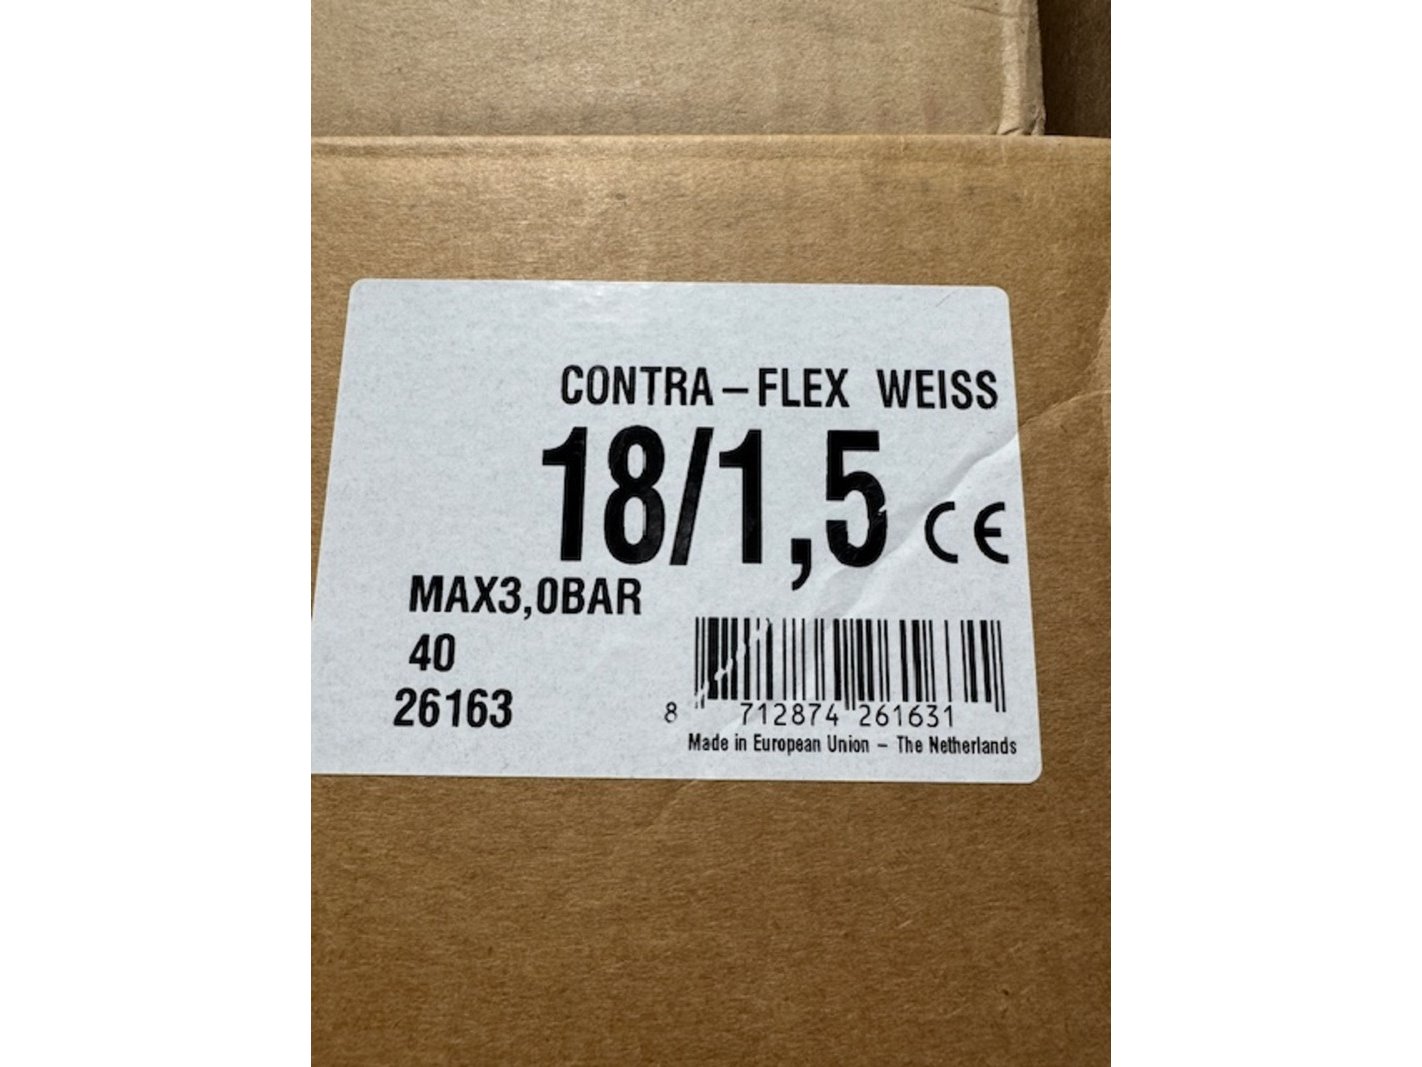 CONTRA – FLEX WEISS
18/1,5 CE
MAX3,0BAR
40
26163
8 712874 261631
Made in European Union – The Netherlands